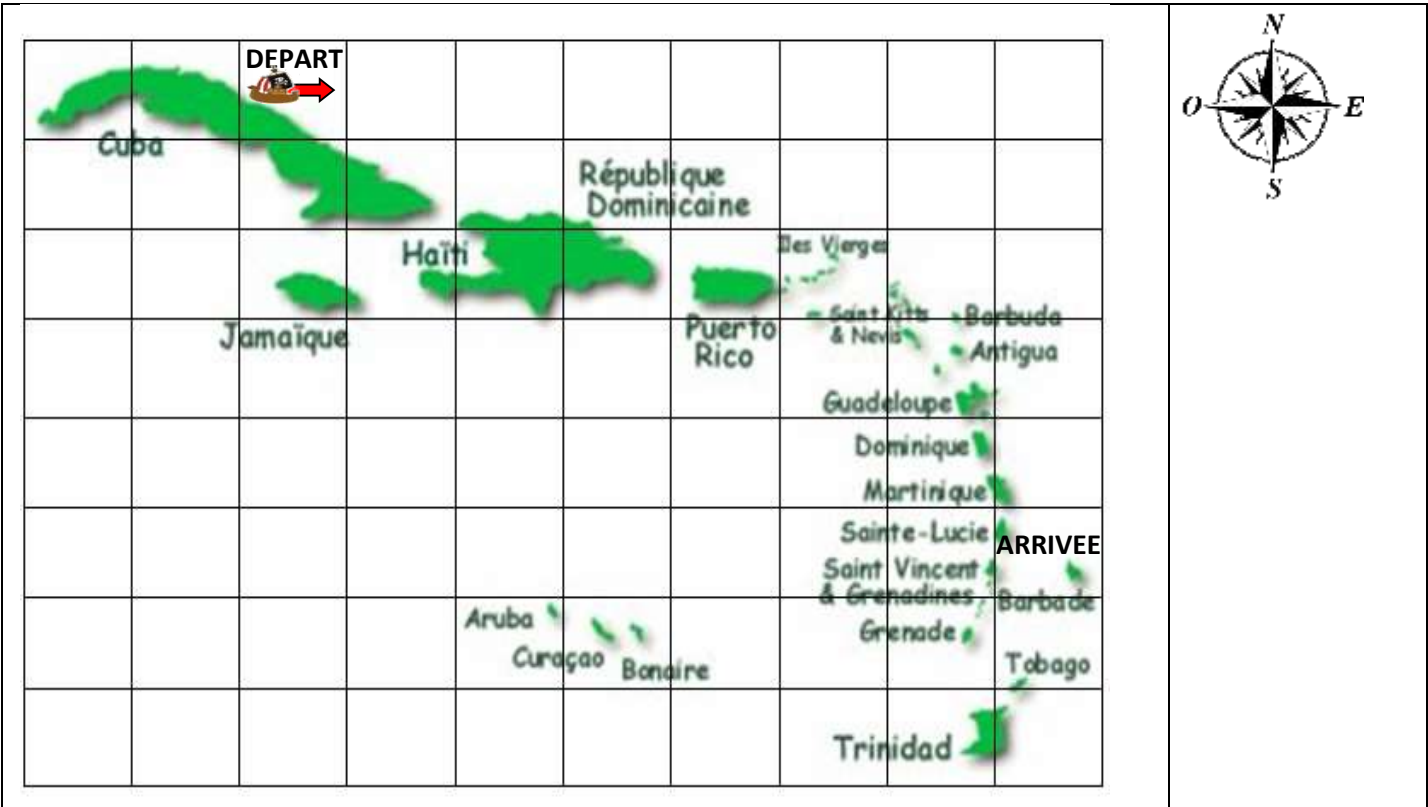 DEPART
N
O
E
S
Cuba
République
Dominicaine
Haïti
Iles Vierges
Jamaïque
Puerto
Rico
Saint Kitts
& Nevis
Barbuda
Antigua
Guadeloupe
Dominique
Martinique
Sainte-Lucie
ARRIVEE
Saint Vincent
& Grenadines
Barbade
Aruba
Grenade
Curaçao
Bonaire
Tobago
Trinidad